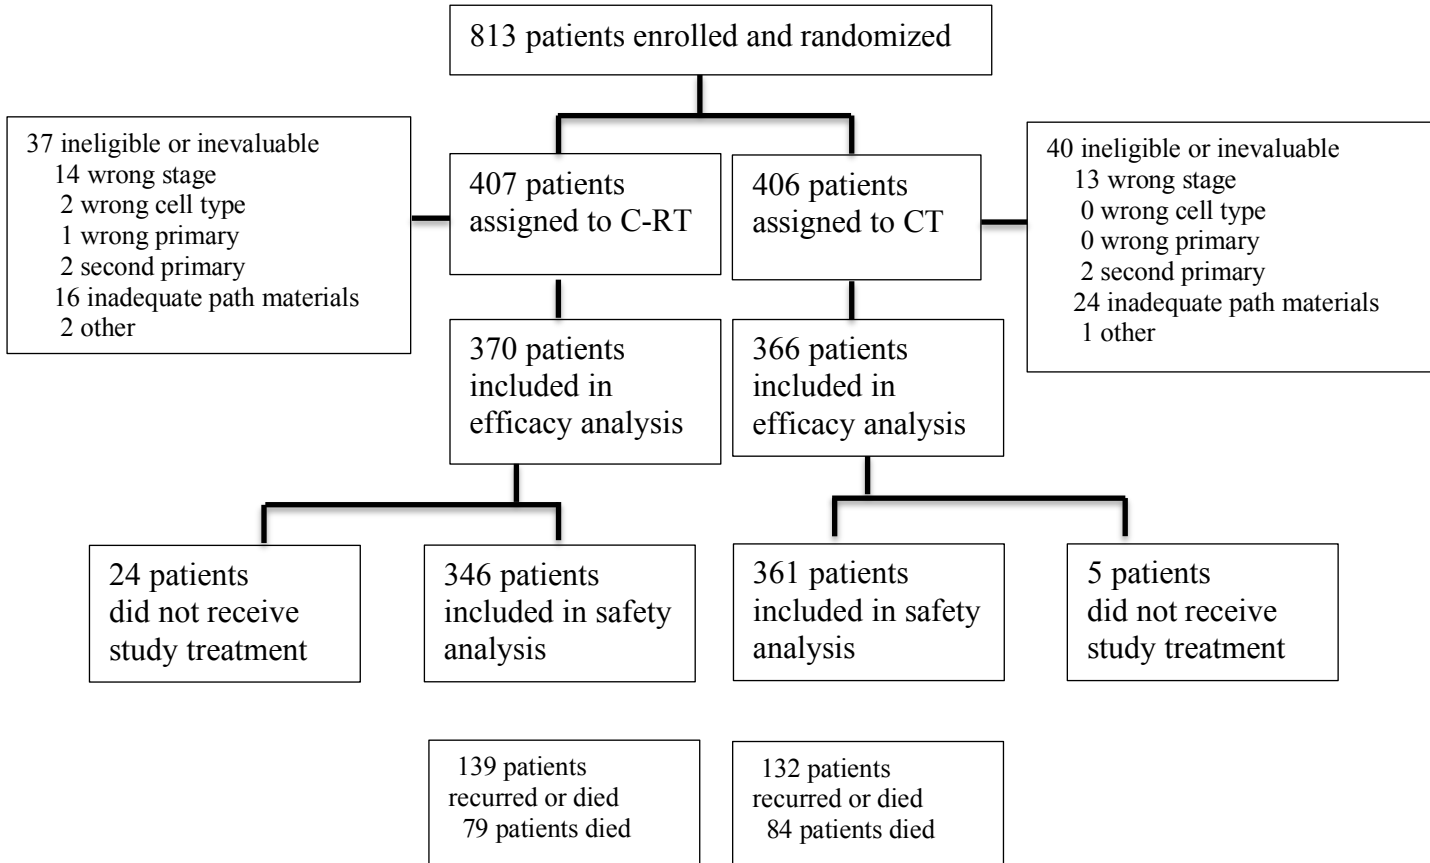 813 patients enrolled and randomized
37 ineligible or inevaluable
14 wrong stage
2 wrong cell type
1 wrong primary
2 second primary
16 inadequate path materials
2 other
407 patients
assigned to C-RT
406 patients
assigned to CT
40 ineligible or inevaluable
13 wrong stage
0 wrong cell type
0 wrong primary
2 second primary
24 inadequate path materials
1 other
370 patients
included in
efficacy analysis
366 patients
included in
efficacy analysis
24 patients
did not receive
study treatment
346 patients
included in safety
analysis
361 patients
included in safety
analysis
5 patients
did not receive
study treatment
139 patients
recurred or died
79 patients died
132 patients
recurred or died
84 patients died